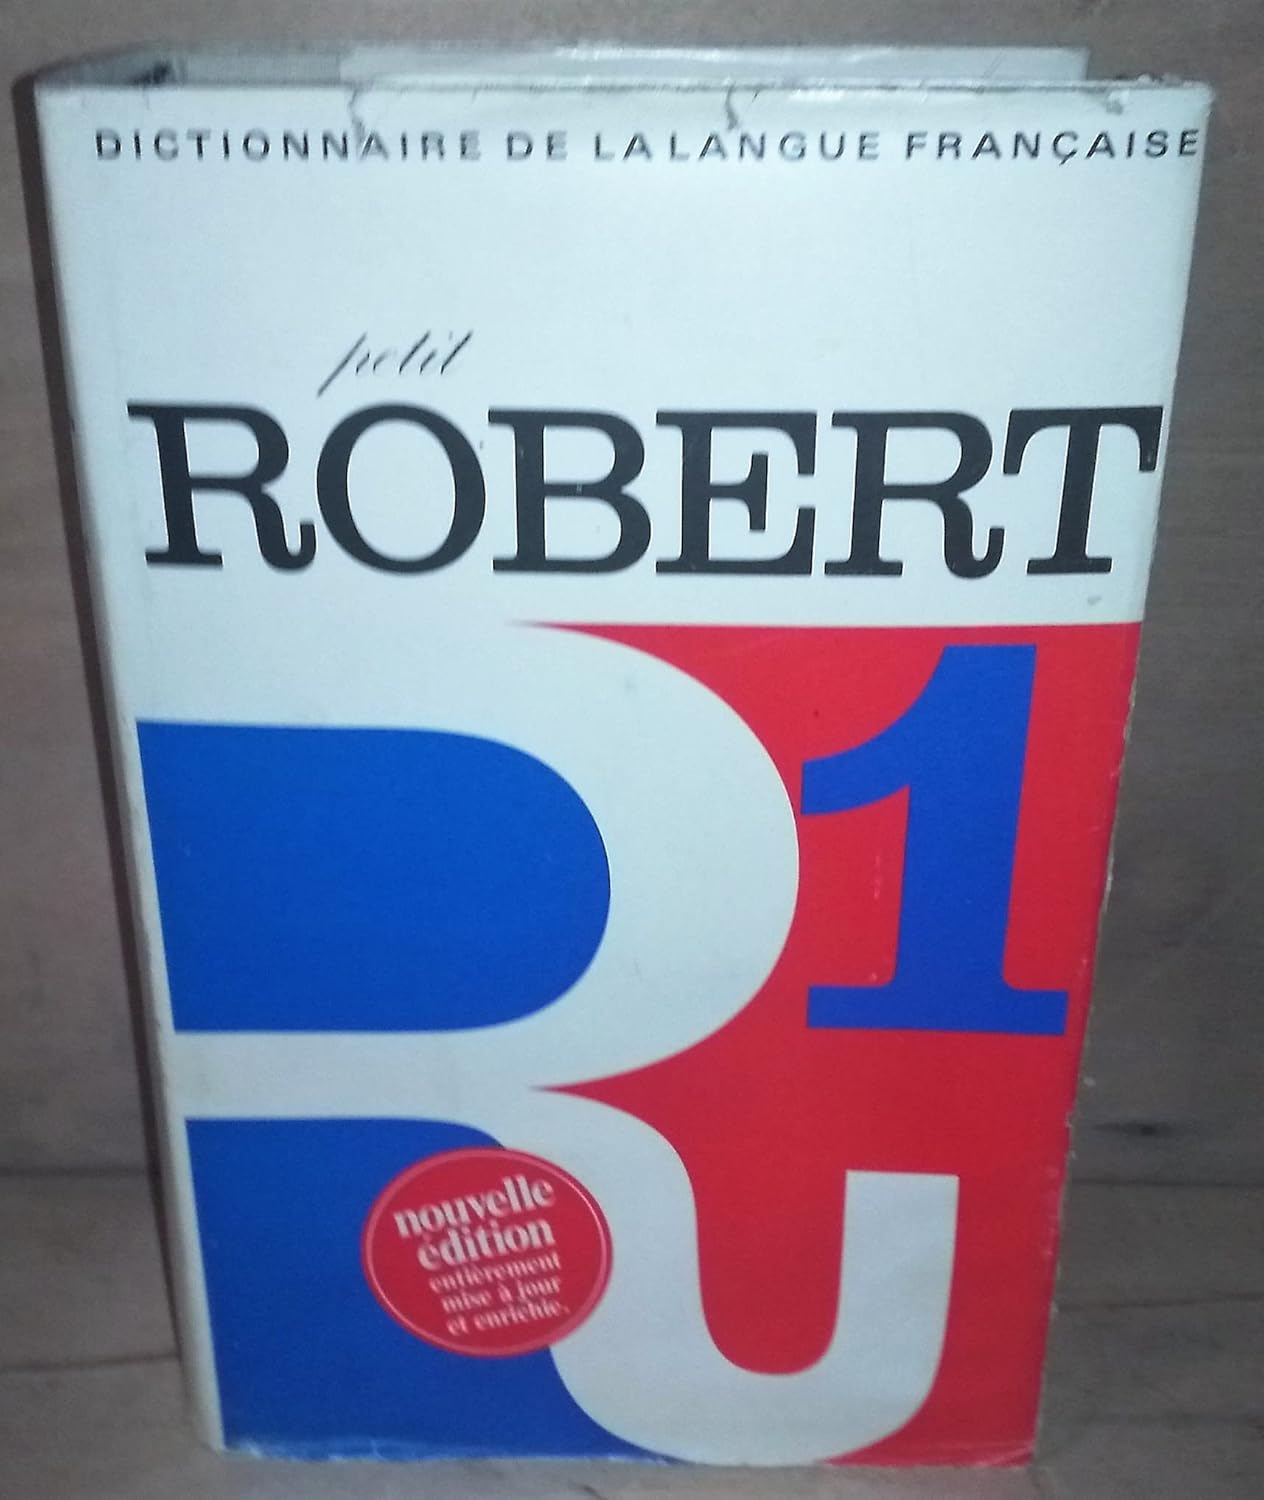 DICTIONNAIRE DE LA LANGUE FRANÇAISE
petit
ROBERT
1
R
nouvelle
édition
entièrement
mise à jour
et enrichie.